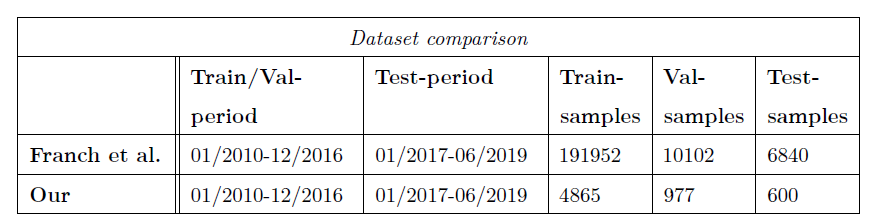 Dataset comparison
Train/Val- Test-period Train- Val- Test-
period samples samples samples
Franch et al. 01/2010-12/2016 01/2017-06/2019 191952 10102 6840
Our 01/2010-12/2016 01/2017-06/2019 4865 977 600